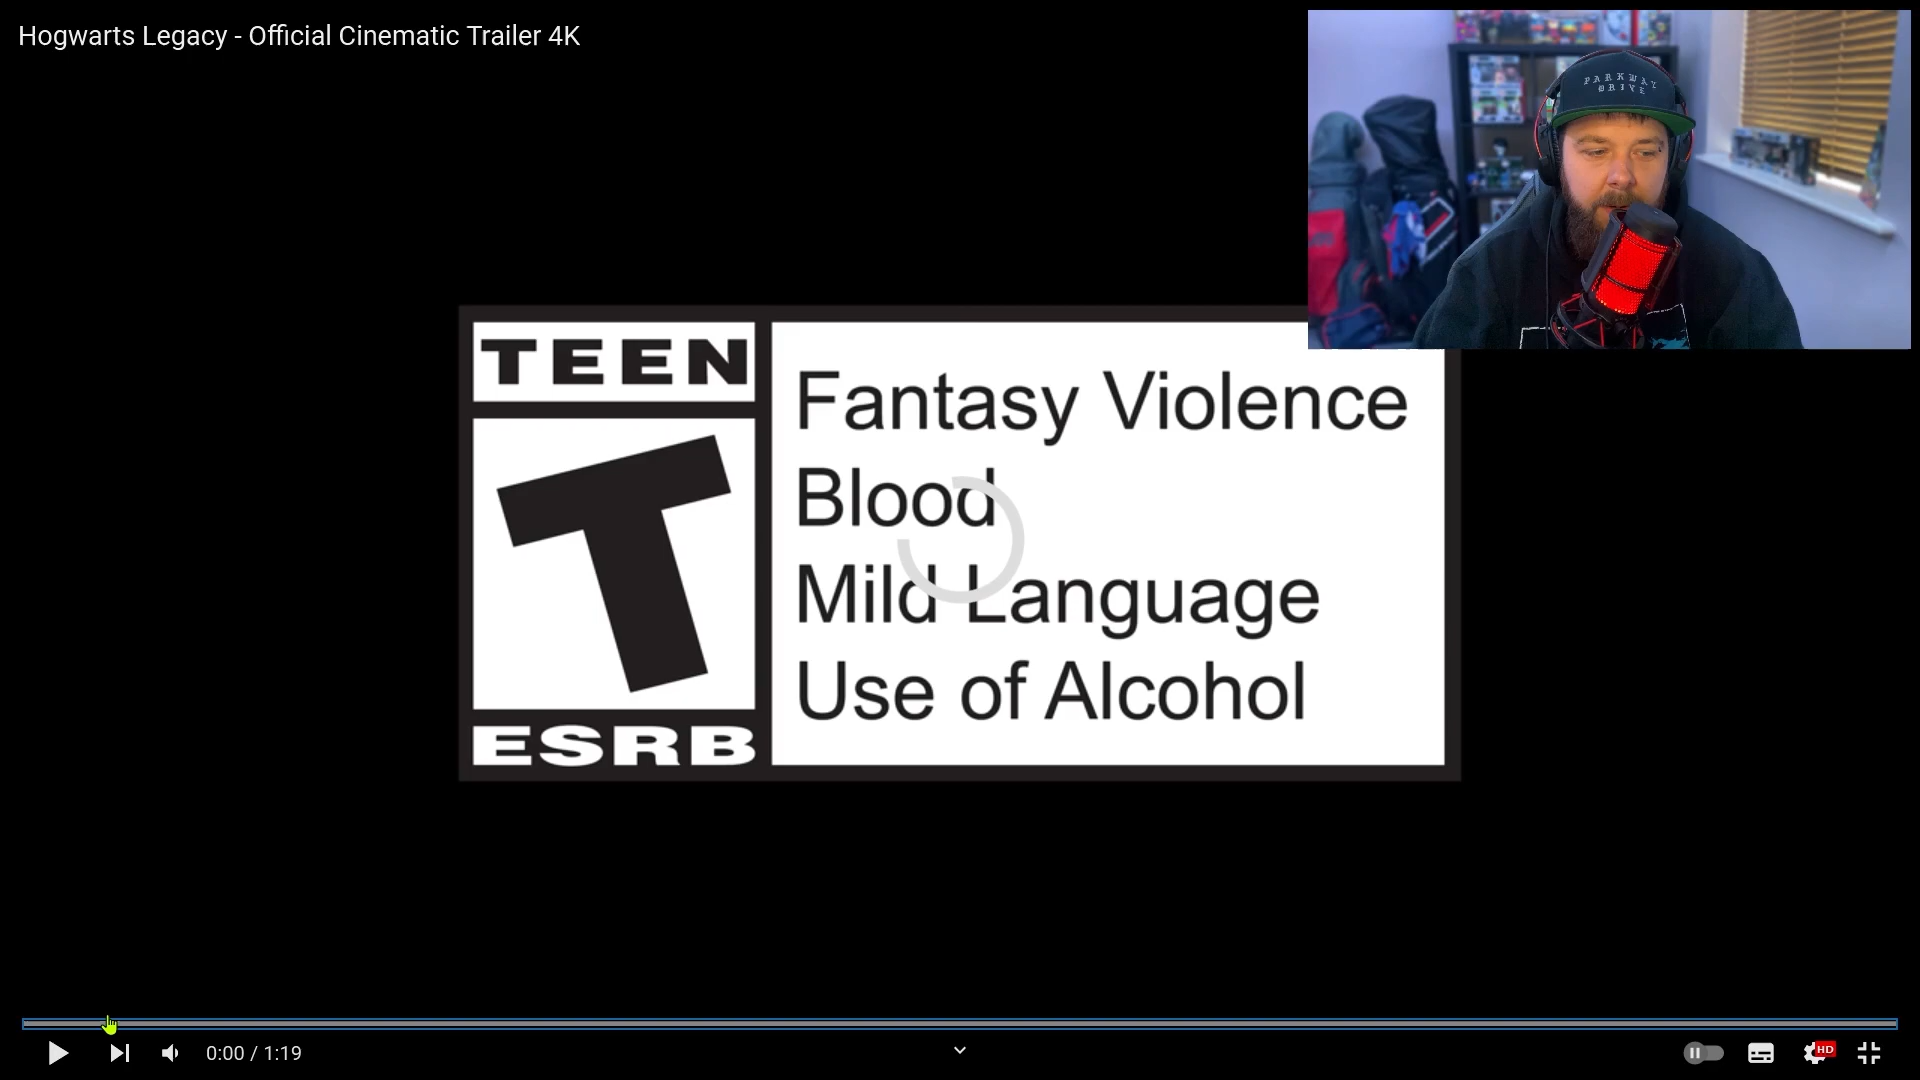 Hogwarts Legacy - Official Cinematic Trailer 4K
PARKWAY
DRIVE
TEEN
T
ESRB
Fantasy Violence
Blood
Mild Language
Use of Alcohol
0:00 / 1:19
HD